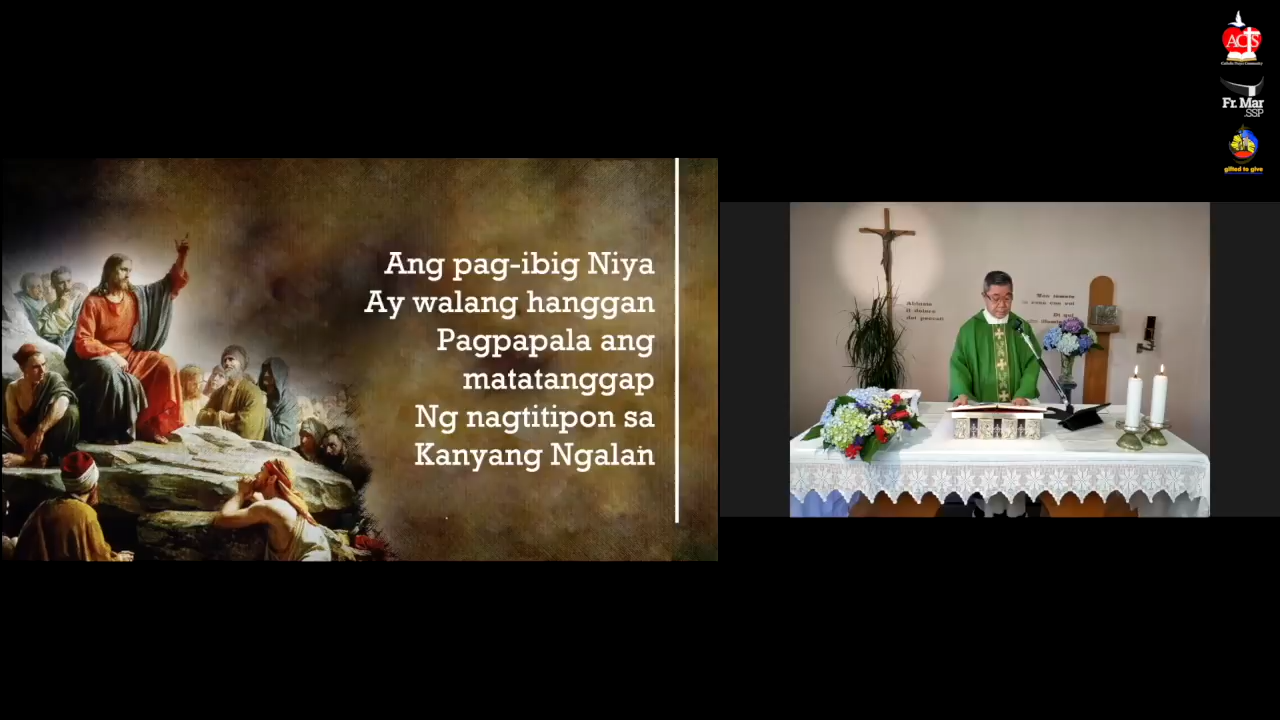 Ang pag-ibig Niya
Ay walang hanggan
Pagpapala ang
matatanggap
Ng nagtitipon sa
Kanyang Ngalan
ACTS
Fr. Mar
.SSP
gifted to give